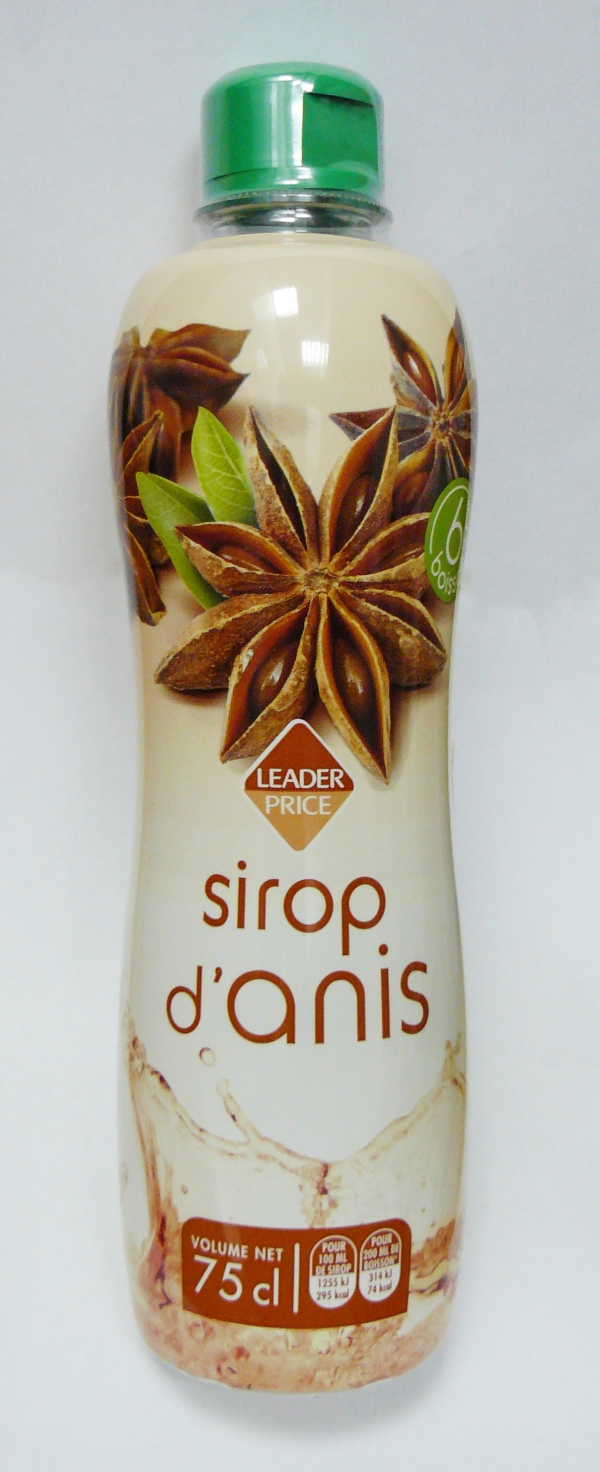 6
LEADER
PRICE
sirop
d'anis
VOLUME NET
75 cl
POUR
100 ML
DE SIROP
1255 kJ
295 kcal
POUR
200 ML DE
BOISSON*
314 kJ
74 kcal